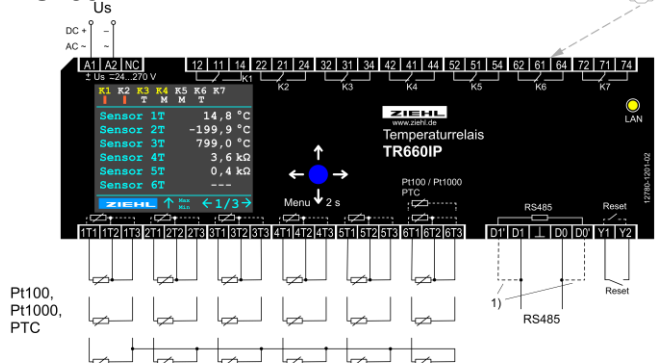 Us
DC + –
AC ~ ~
A1 A2 NC 12 11 14 22 21 24 32 31 34 42 41 44 52 51 54 62 61 64 72 71 74
± Us =24...270 V K1 K2 K3 K4 K5 K6 K7
K1 K2 K3 K4 K5 K6 K7
T M M T
Sensor 1T 14,8 °C
Sensor 2T -199,9 °C
Sensor 3T 799,0 °C
Sensor 4T 3,6 kΩ
Sensor 5T 0,4 kΩ
Sensor 6T ---
ZIEHL ↑ Max Min ←1/3→
ZIEHL
www.ziehl.de
Temperaturrelais
TR660IP
LAN
12780-1201-02
Menu 2 s
Pt100 / Pt1000
PTC
RS485
Reset
1T1 1T2 1T3 2T1 2T2 2T3 3T1 3T2 3T3 4T1 4T2 4T3 5T1 5T2 5T3 6T1 6T2 6T3 D1' D1 ⊥ D0 D0' Y1 Y2
Pt100,
Pt1000,
PTC
1)
RS485
Reset